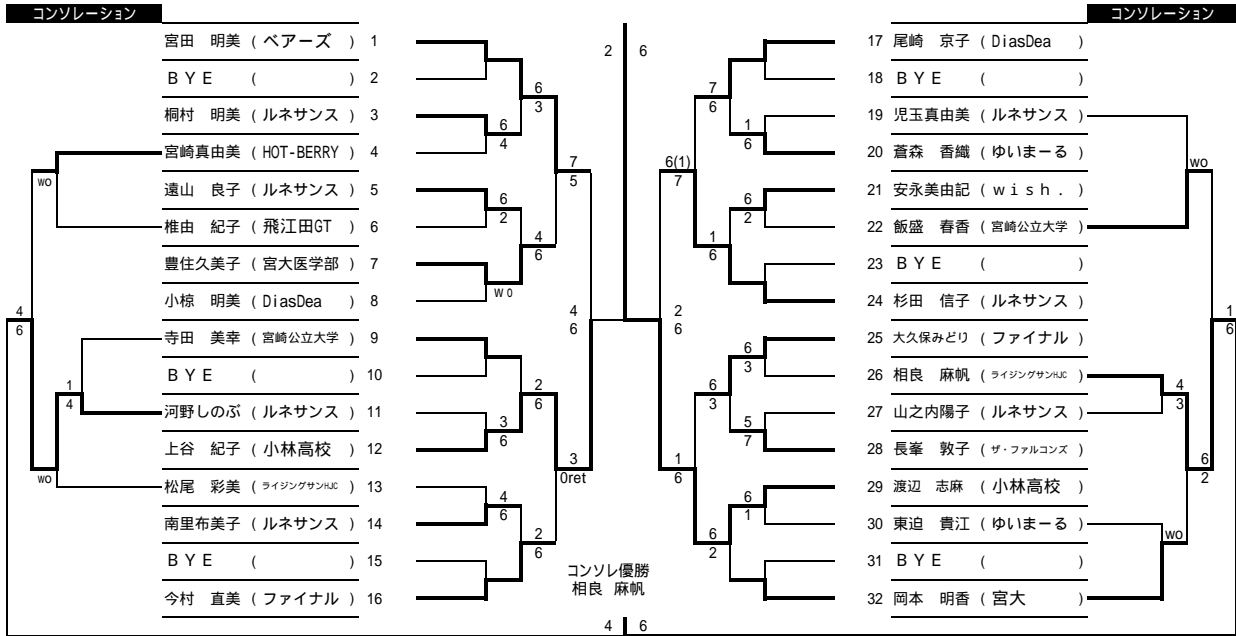 コンソレーション
コンソレーション
宮田 明美 ( ベアーズ ) 1
BYE ( ) 2
桐村 明美 ( ルネサンス ) 3
宮崎真由美 ( HOT-BERRY ) 4
遠山 良子 ( ルネサンス ) 5
椎由 紀子 ( 飛江田GT ) 6
豊住久美子 ( 宮大医学部 ) 7
小椋 明美 ( DiasDea ) 8
寺田 美幸 ( 宮崎公立大学 ) 9
BYE ( ) 10
河野しのぶ ( ルネサンス ) 11
上谷 紀子 ( 小林高校 ) 12
松尾 彩美 ( ライジングサンHJC ) 13
南里布美子 ( ルネサンス ) 14
BYE ( ) 15
今村 直美 ( ファイナル ) 16
wo
4
6
1
4
wo
6
4
6
2
W0
3
6
4
6
6
3
4
6
2
6
2
6
7
5
3
0ret
4
6
2 6
コンソレ優勝
相良 麻帆
4 6
2
6
6(1)
7
1
6
7
6
1
6
6
3
6
2
1
6
6
2
6
3
5
7
6
1
17 尾崎 京子 ( DiasDea )
18 BYE ( )
19 児玉真由美 ( ルネサンス )
20 蒼森 香織 ( ゆいまーる )
21 安永美由記 ( wish. )
22 飯盛 春香 ( 宮崎公立大学 )
23 BYE ( )
24 杉田 信子 ( ルネサンス )
25 大久保みどり ( ファイナル )
26 相良 麻帆 ( ライジングサンHJC )
27 山之内陽子 ( ルネサンス )
28 長峯 敦子 ( ザ・ファルコンズ )
29 渡辺 志麻 ( 小林高校 )
30 東迫 貴江 ( ゆいまーる )
31 BYE ( )
32 岡本 明香 ( 宮大 )
wo
4
3
wo
6
2
1
6